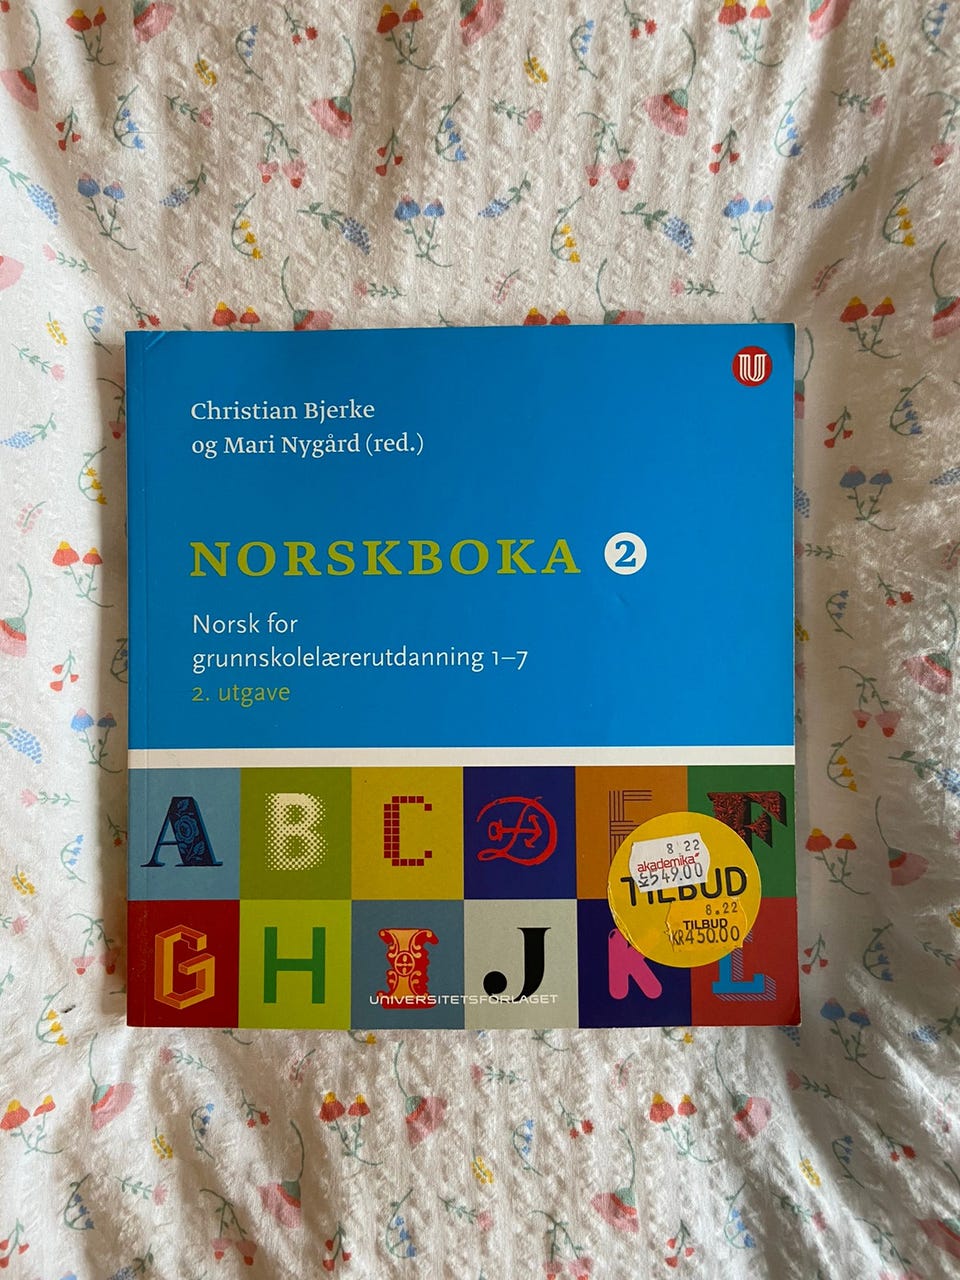 U
Christian Bjerke
og Mari Nygård (red.)
NORSKBOKA 2
Norsk for
grunnskolelærerutdanning 1–7
2. utgave
A B C D E F
8 22
akademika
KR549.00
TILBUD
8.22
TILBUD
KR450.00
G H I J K L
UNIVERSITETSFORLAGET